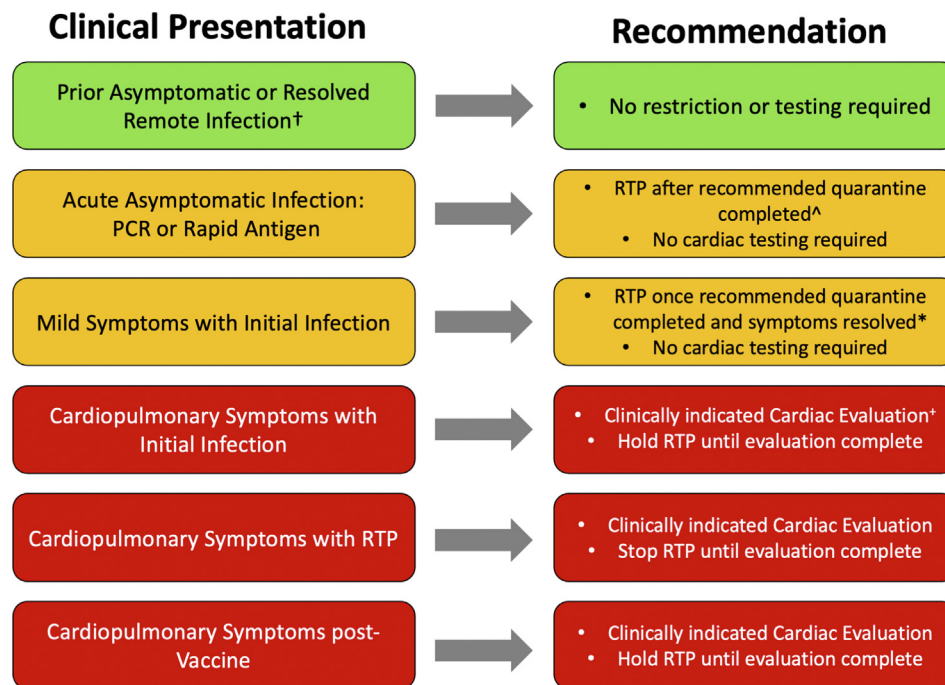 Clinical Presentation
Recommendation
Prior Asymptomatic or Resolved
Remote Infection†
• No restriction or testing required
Acute Asymptomatic Infection:
PCR or Rapid Antigen
• RTP after recommended quarantine
completed^
• No cardiac testing required
Mild Symptoms with Initial Infection
• RTP once recommended quarantine
completed and symptoms resolved*
• No cardiac testing required
Cardiopulmonary Symptoms with
Initial Infection
• Clinically indicated Cardiac Evaluation⁺
• Hold RTP until evaluation complete
Cardiopulmonary Symptoms with RTP
• Clinically indicated Cardiac Evaluation
• Stop RTP until evaluation complete
Cardiopulmonary Symptoms post-
Vaccine
• Clinically indicated Cardiac Evaluation
• Hold RTP until evaluation complete